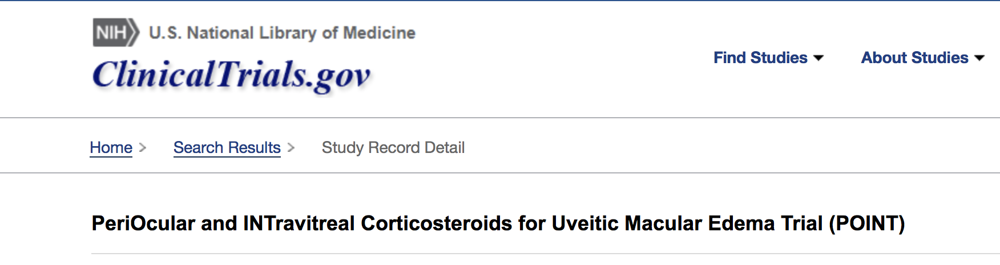 NIH U.S. National Library of Medicine
ClinicalTrials.gov
Find Studies About Studies
Home > Search Results > Study Record Detail
PeriOcular and INTravitreal Corticosteroids for Uveitic Macular Edema Trial (POINT)